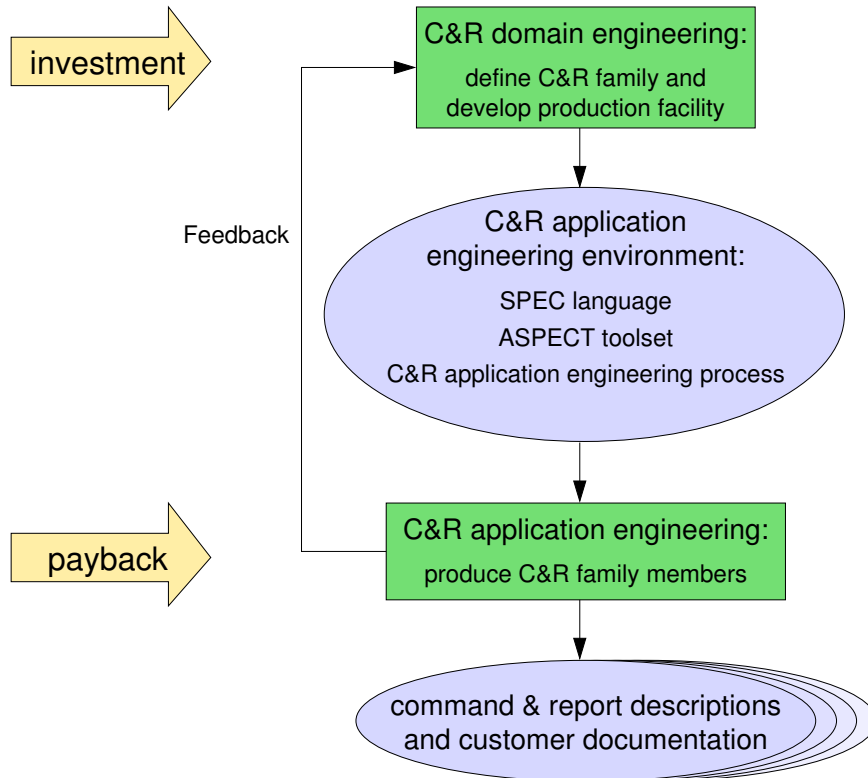 investment
C&R domain engineering:
define C&R family and
develop production facility
Feedback
C&R application
engineering environment:
SPEC language
ASPECT toolset
C&R application engineering process
payback
C&R application engineering:
produce C&R family members
command & report descriptions
and customer documentation